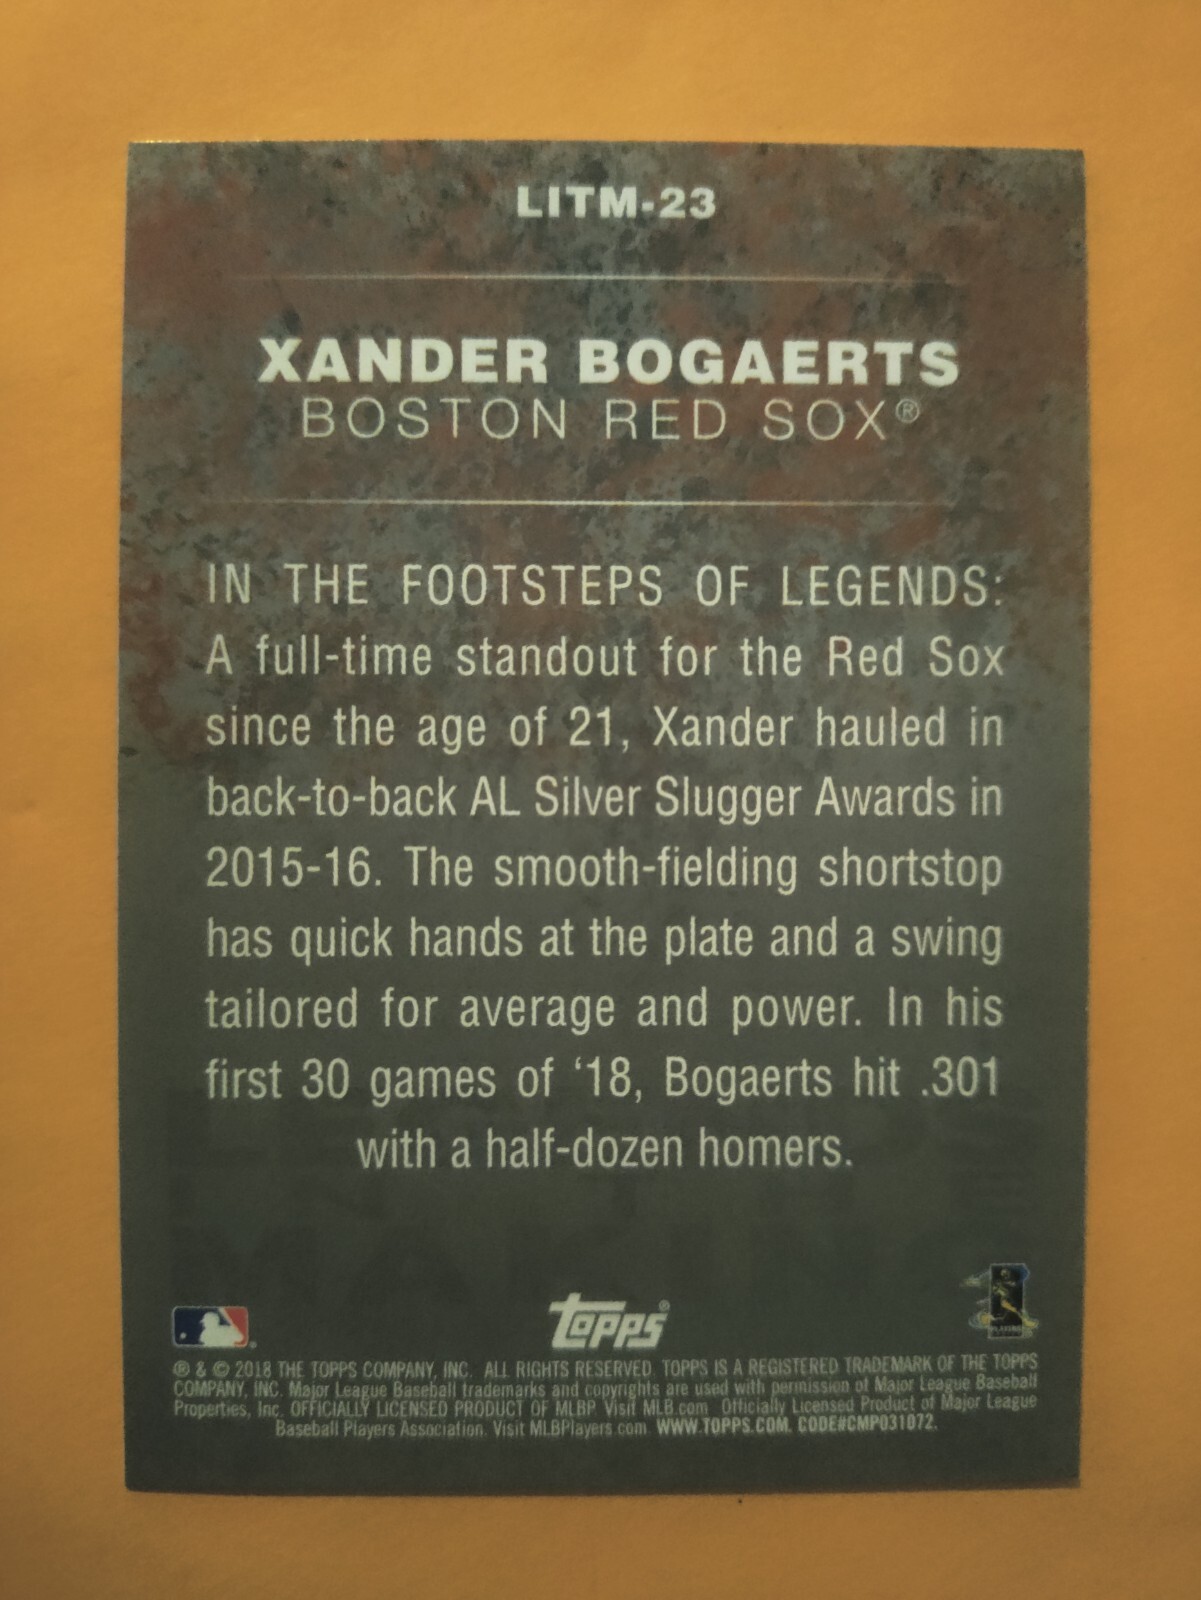 LITM-23
XANDER BOGAERTS
BOSTON RED SOX®
IN THE FOOTSTEPS OF LEGENDS:
A full-time standout for the Red Sox
since the age of 21, Xander hauled in
back-to-back AL Silver Slugger Awards in
2015-16. The smooth-fielding shortstop
has quick hands at the plate and a swing
tailored for average and power. In his
first 30 games of ‘18, Bogaerts hit .301
with a half-dozen homers.
Topps®
® & © 2018 THE TOPPS COMPANY, INC. ALL RIGHTS RESERVED. TOPPS IS A REGISTERED TRADEMARK OF THE TOPPS
COMPANY, INC. Major League Baseball trademarks and copyrights are used with permission of Major League Baseball
Properties, Inc. OFFICIALLY LICENSED PRODUCT OF MLBP. Visit MLB.com Officially Licensed Product of Major League
Baseball Players Association. Visit MLBPlayers.com WWW.TOPPS.COM. CODE#CMP031072.